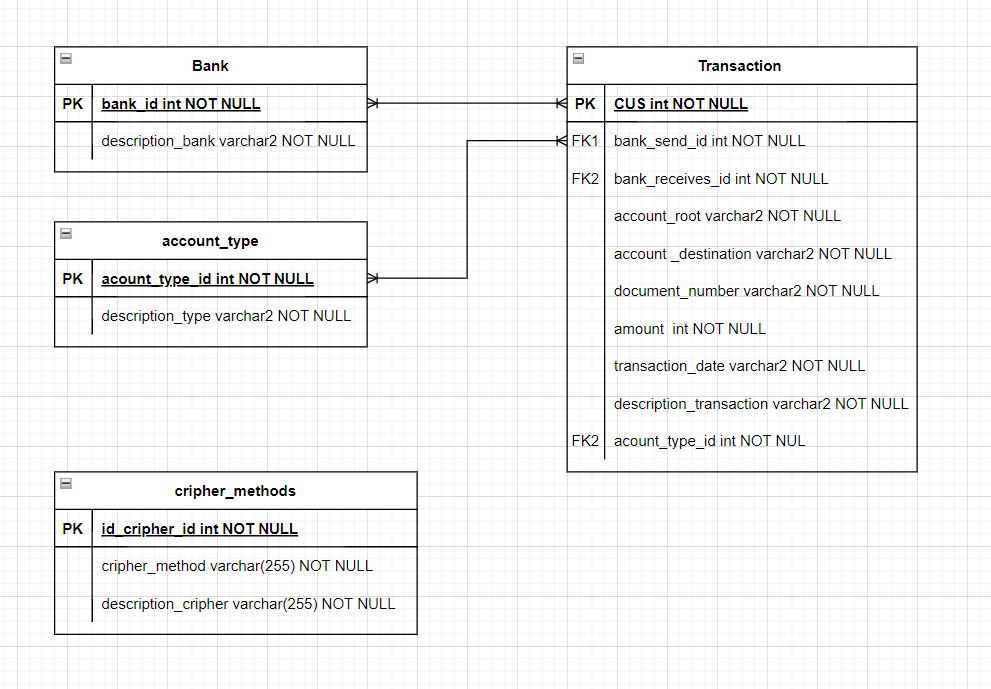 Bank
PK bank_id int NOT NULL
description_bank varchar2 NOT NULL
account_type
PK acount_type_id int NOT NULL
description_type varchar2 NOT NULL
cripher_methods
PK id_cripher_id int NOT NULL
cripher_method varchar(255) NOT NULL
description_cripher varchar(255) NOT NULL
Transaction
PK CUS int NOT NULL
FK1 bank_send_id int NOT NULL
FK2 bank_receives_id int NOT NULL
account_root varchar2 NOT NULL
account _destination varchar2 NOT NULL
document_number varchar2 NOT NULL
amount  int NOT NULL
transaction_date varchar2 NOT NULL
description_transaction varchar2 NOT NULL
FK2 acount_type_id int NOT NUL